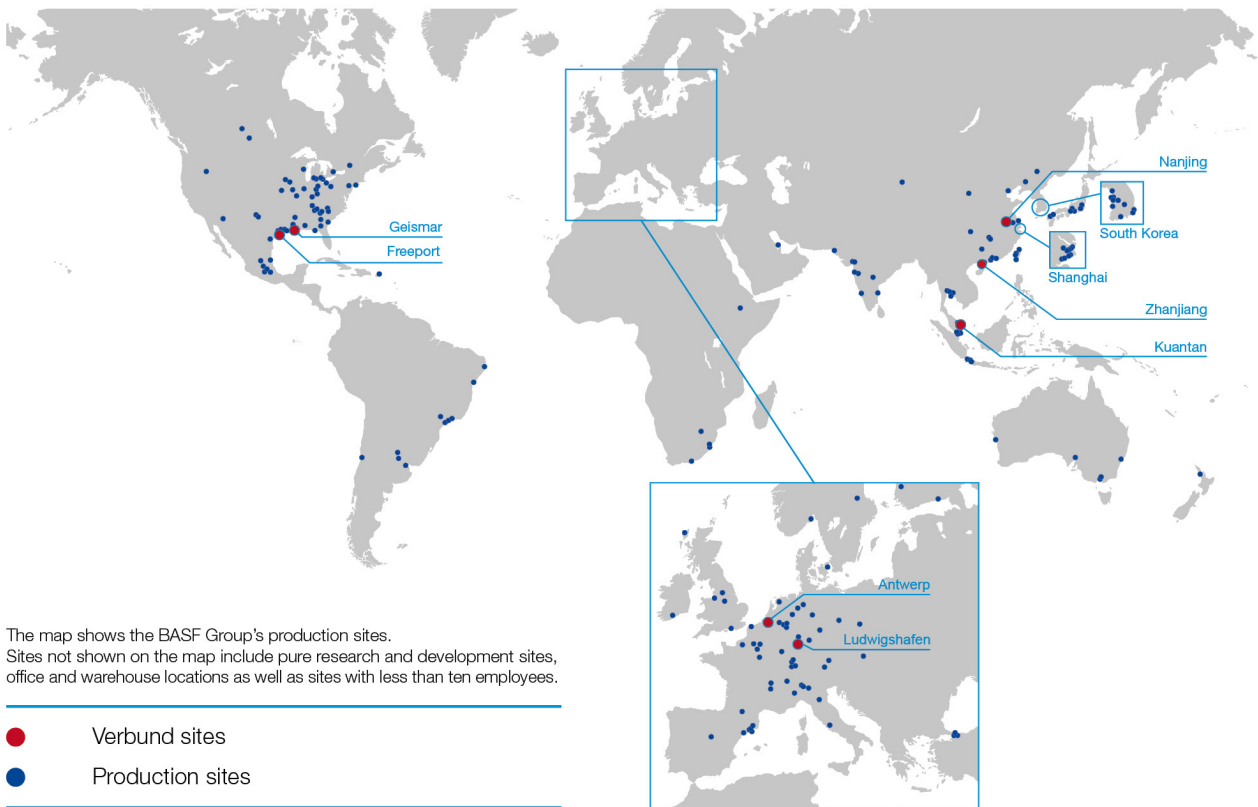 Nanjing
Geismar
South Korea
Freeport
Shanghai
Zhanjiang
Kuantan
Antwerp
The map shows the BASF Group's production sites.
Sites not shown on the map include pure research and development sites,
Ludwigshafen
office and warehouse locations as well as sites with less than ten employees.
Verbund sites
Production sites